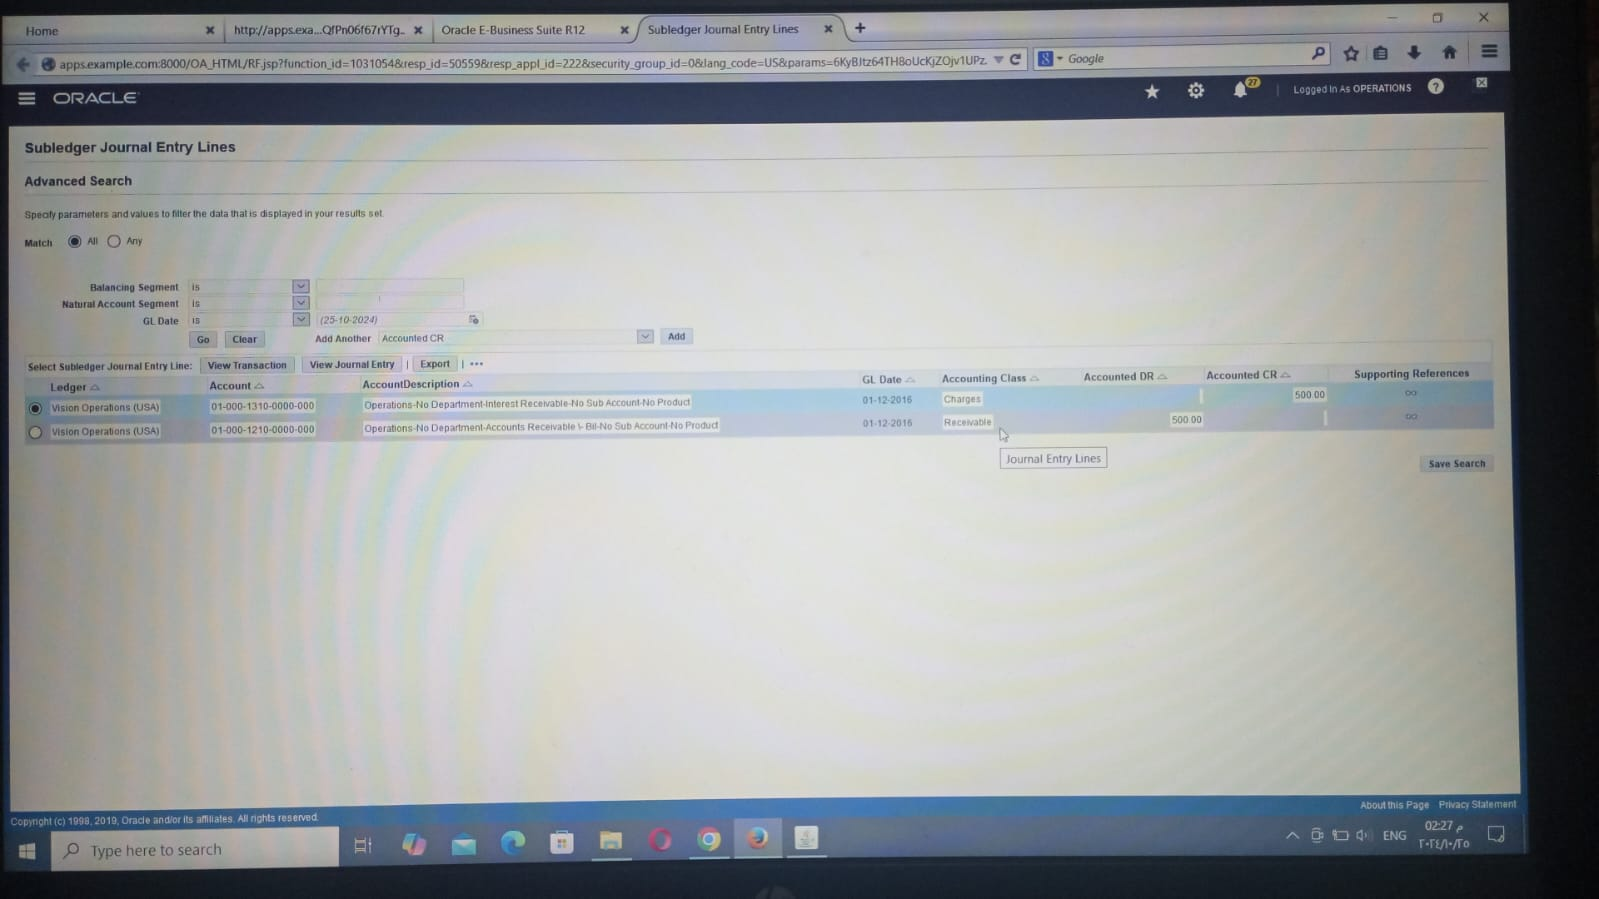 Home
http://apps.exa...QfPn06f67rYTg..
Oracle E-Business Suite R12
Subledger Journal Entry Lines
apps.example.com:8000/OA_HTML/RF.jsp?function_id=1031054&resp_id=50559&resp_appl_id=222&security_group_id=0&lang_code=US&params=6KyBJtz64TH8oUcKjZOjv1UPz.
Google
ORACLE
27
Logged In As OPERATIONS
Subledger Journal Entry Lines
Advanced Search
Specify parameters and values to filter the data that is displayed in your results set.
Match All Any
Balancing Segment is
Natural Account Segment is
GL Date is (25-10-2024)
Go Clear Add Another Accounted CR Add
Select Subledger Journal Entry Line: View Transaction View Journal Entry | Export | ...
Ledger Account AccountDescription GL Date Accounting Class Accounted DR Accounted CR Supporting References
Vision Operations (USA) 01-000-1310-0000-000 Operations-No Department-Interest Receivable-No Sub Account-No Product 01-12-2016 Charges 500.00
Vision Operations (USA) 01-000-1210-0000-000 Operations-No Department-Accounts Receivable \- Bil-No Sub Account-No Product 01-12-2016 Receivable 500.00
Journal Entry Lines
Save Search
About this Page Privacy Statement
Copyright (c) 1998, 2019, Oracle and/or its affiliates. All rights reserved.
Type here to search
ENG
02:27 م
٢٠٢٤/١٠/٢٥